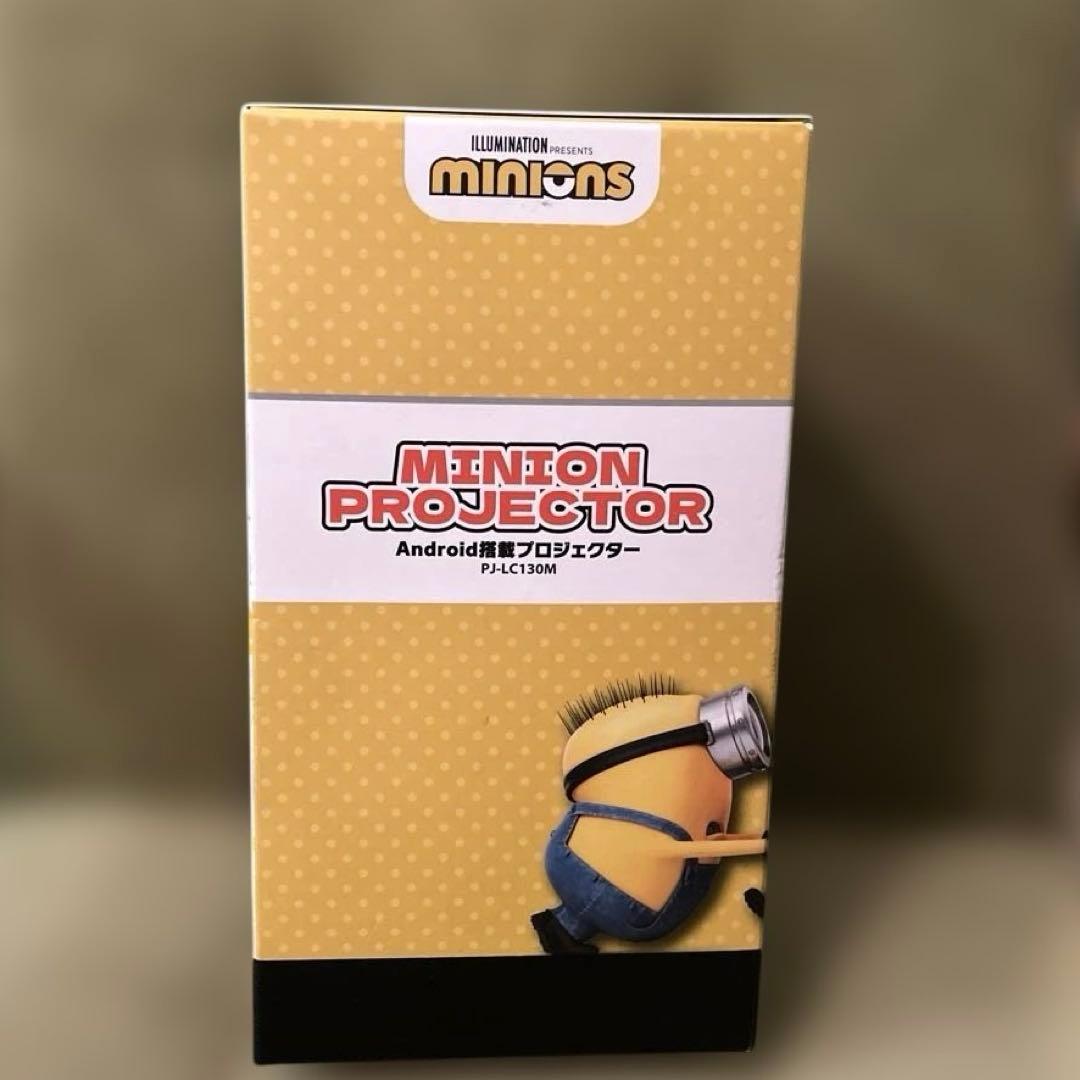 ILLUMINATION PRESENTS
minions
MINION
PROJECTOR
Android搭載プロジェクター
PJ-LC130M